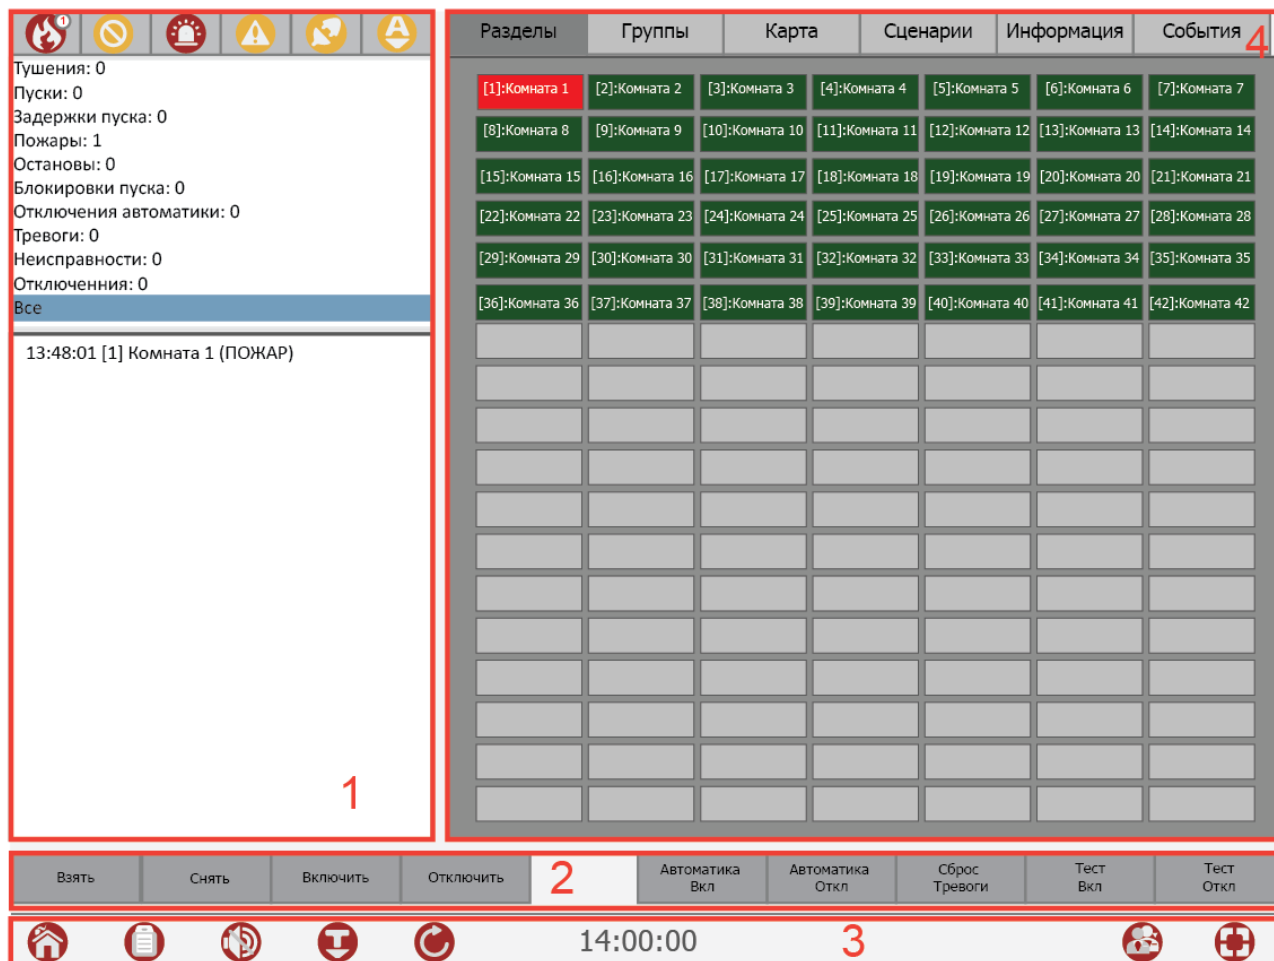 1
Тушения: 0
Пуски: 0
Задержки пуска: 0
Пожары: 1
Остановы: 0
Блокировки пуска: 0
Отключения автоматики: 0
Тревоги: 0
Неисправности: 0
Отключенния: 0
Все
13:48:01 [1] Комната 1 (ПОЖАР)
1
Разделы Группы Карта Сценарии Информация События 4
[1]:Комната 1 [2]:Комната 2 [3]:Комната 3 [4]:Комната 4 [5]:Комната 5 [6]:Комната 6 [7]:Комната 7
[8]:Комната 8 [9]:Комната 9 [10]:Комната 10 [11]:Комната 11 [12]:Комната 12 [13]:Комната 13 [14]:Комната 14
[15]:Комната 15 [16]:Комната 16 [17]:Комната 17 [18]:Комната 18 [19]:Комната 19 [20]:Комната 20 [21]:Комната 21
[22]:Комната 22 [23]:Комната 23 [24]:Комната 24 [25]:Комната 25 [26]:Комната 26 [27]:Комната 27 [28]:Комната 28
[29]:Комната 29 [30]:Комната 30 [31]:Комната 31 [32]:Комната 32 [33]:Комната 33 [34]:Комната 34 [35]:Комната 35
[36]:Комната 36 [37]:Комната 37 [38]:Комната 38 [39]:Комната 39 [40]:Комната 40 [41]:Комната 41 [42]:Комната 42
Взять Снять Включить Отключить 2 Автоматика Вкл Автоматика Откл Сброс Тревоги Тест Вкл Тест Откл
14:00:00 3